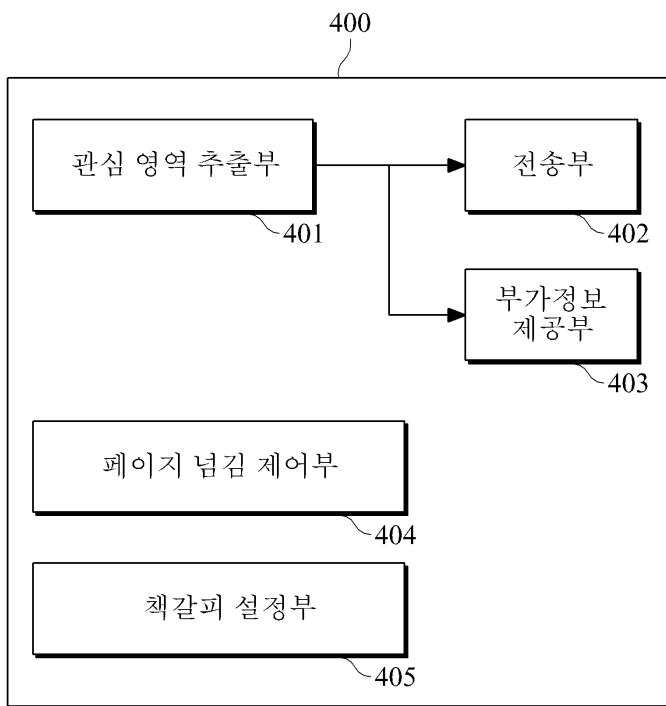 400
관심 영역 추출부
401
전송부
402
부가정보
제공부
403
페이지 넘김 제어부
404
책갈피 설정부
405